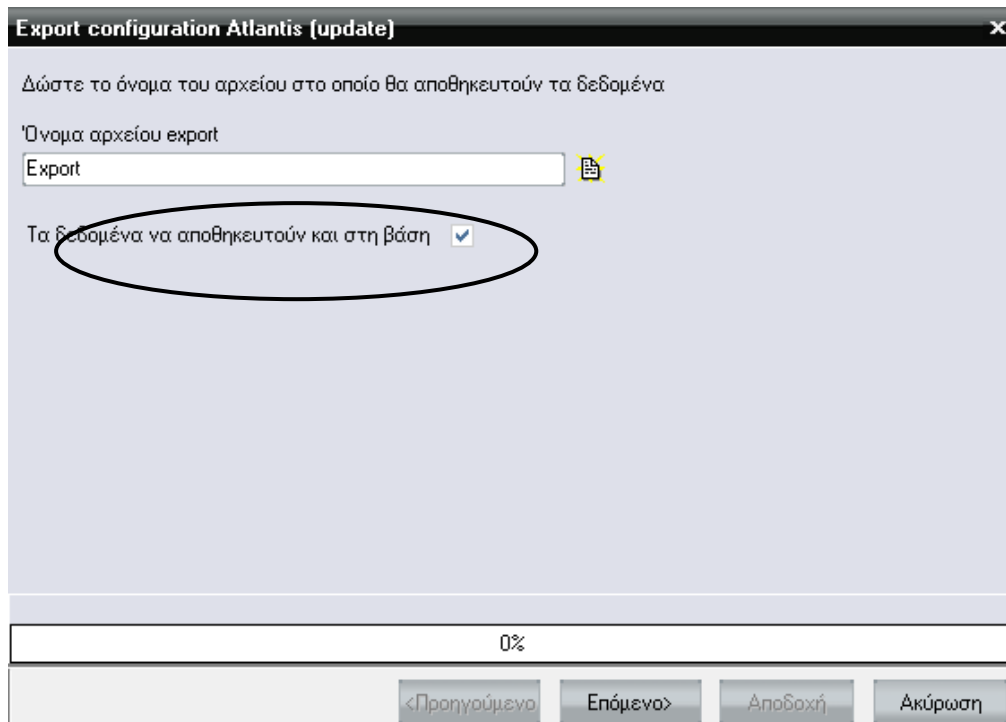 Export configuration Atlantis (update)
Δώστε το όνομα του αρχείου στο οποίο θα αποθηκευτούν τα δεδομένα
Όνομα αρχείου export
Export
Τα δεδομένα να αποθηκευτούν και στη βάση
0%
<Προηγούμενο Επόμενο> Αποδοχή Ακύρωση